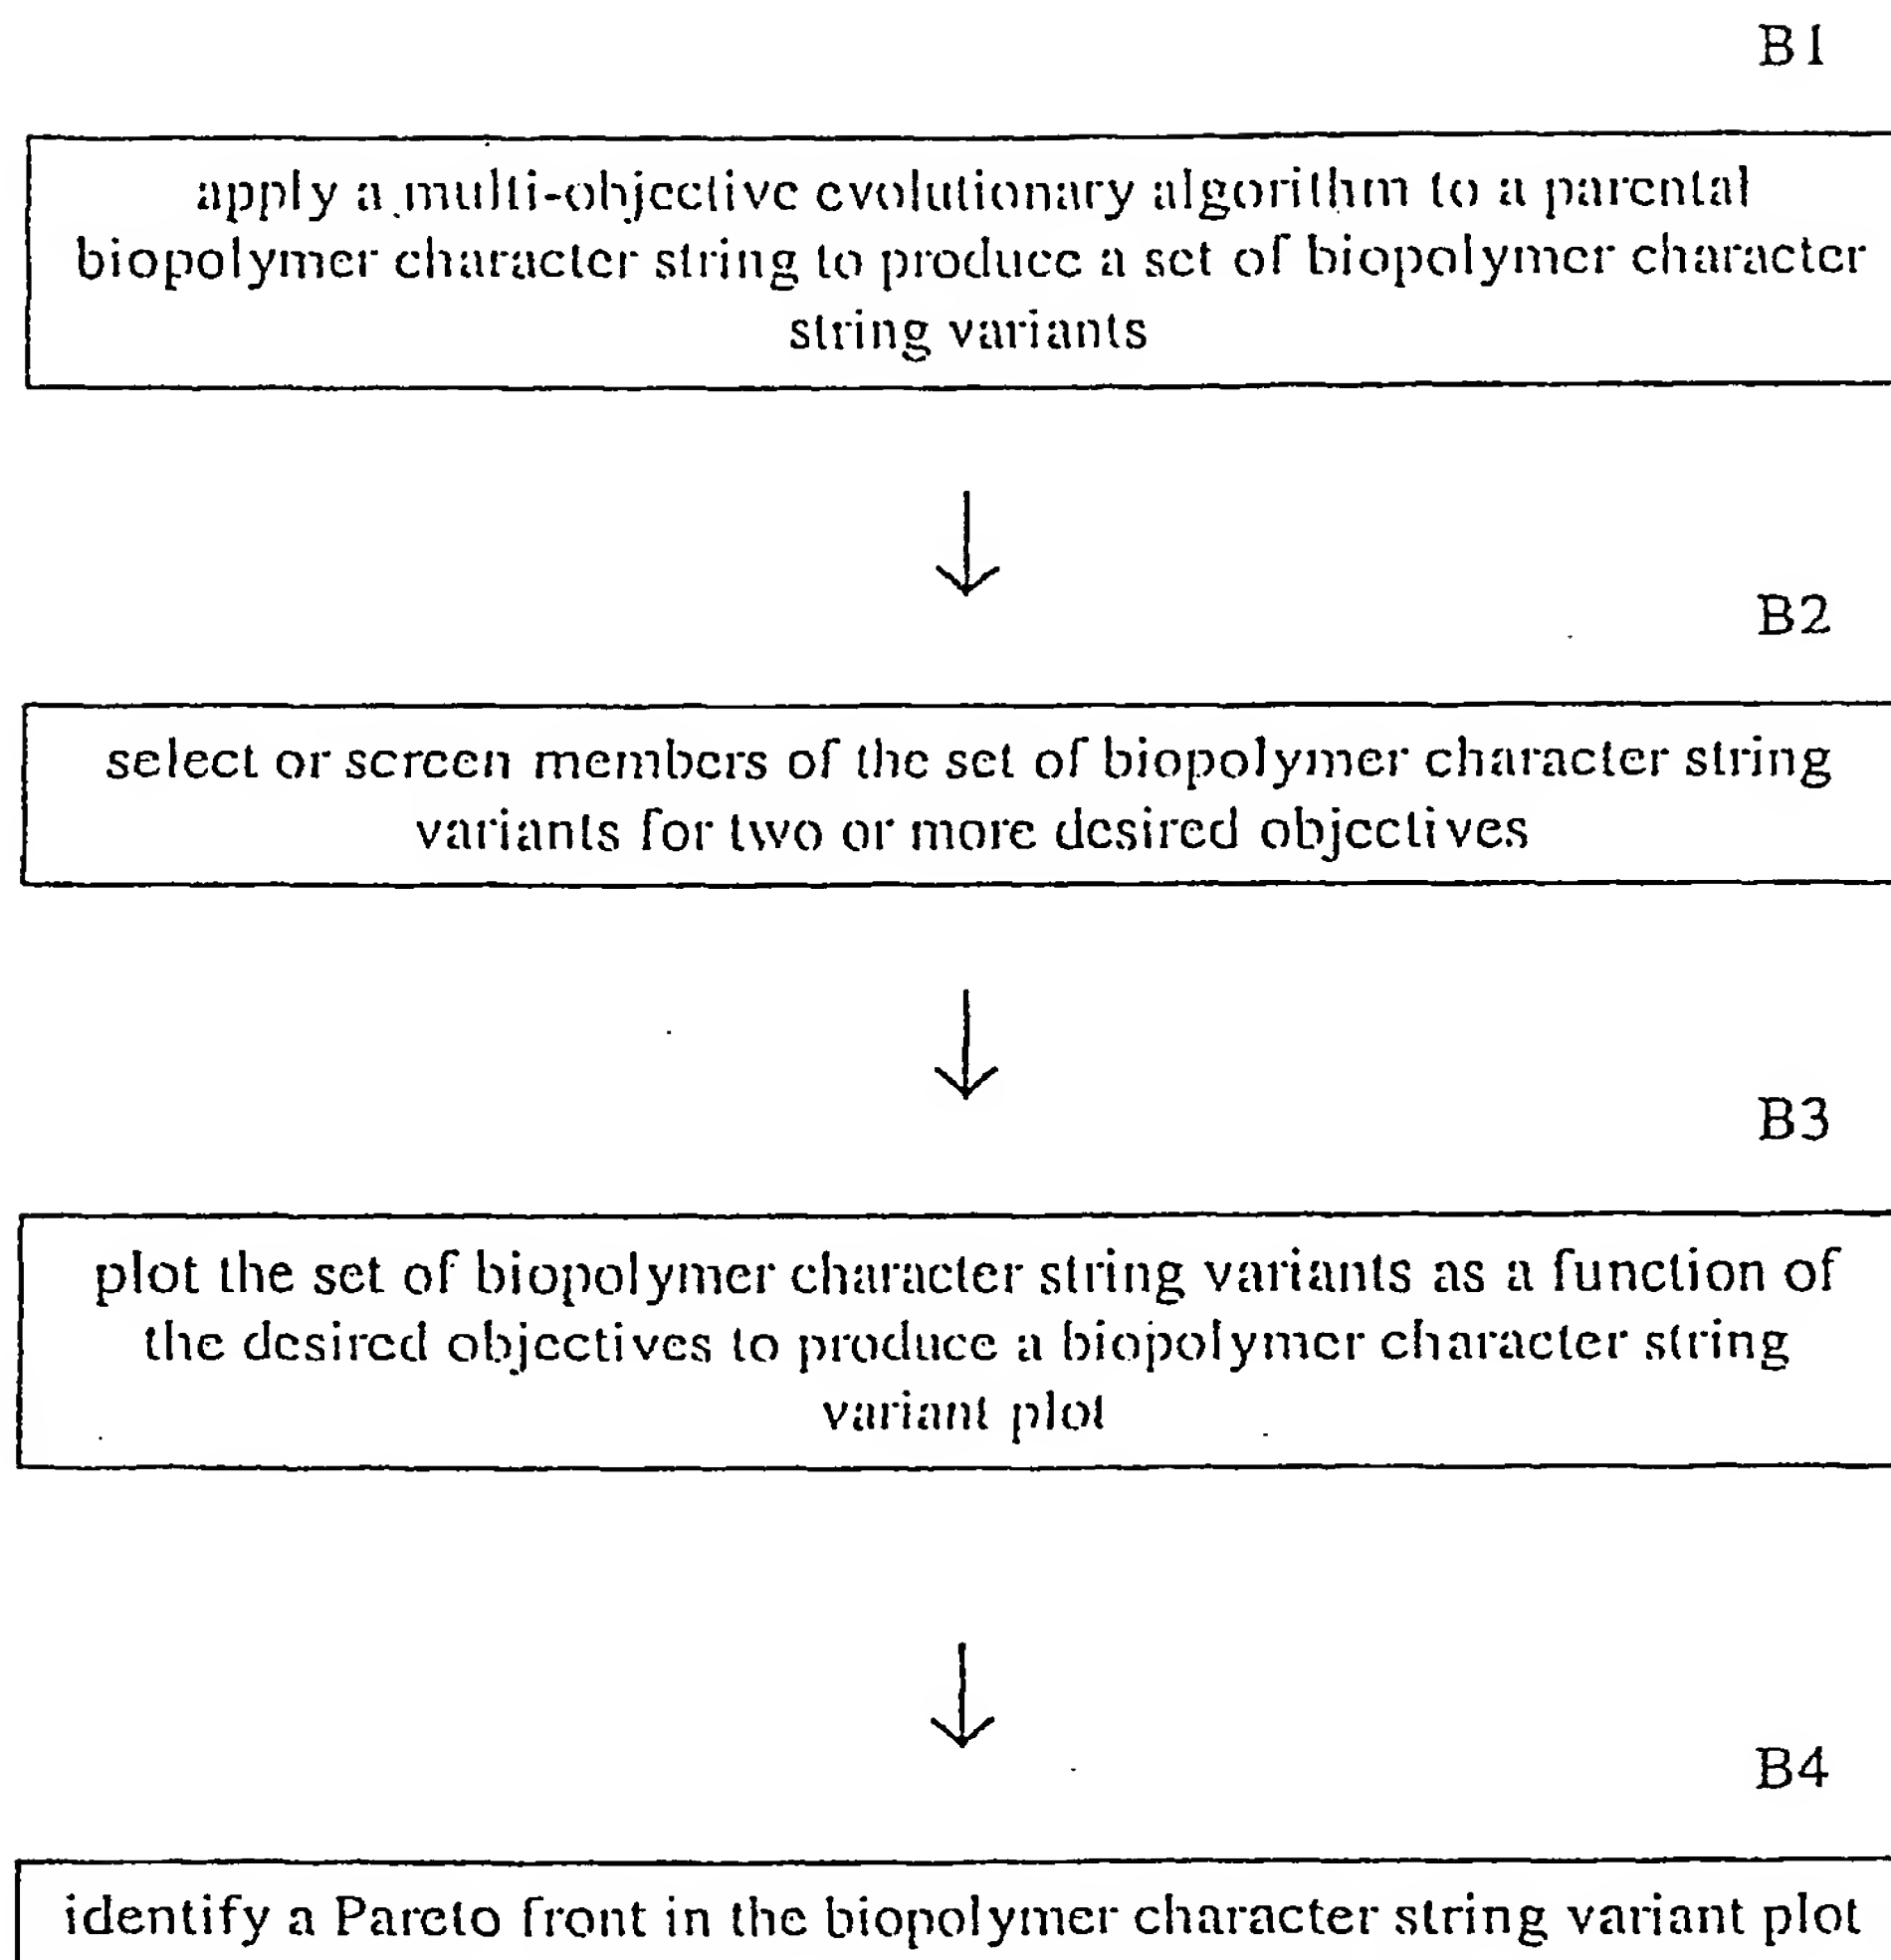 B1
apply a multi-objective evolutionary algorithm to a parental
biopolymer character string to produce a set of biopolymer character
string variants
B2
select or screen members of the set of biopolymer character string
variants for two or more desired objectives
B3
plot the set of biopolymer character string variants as a function of
the desired objectives to produce a biopolymer character string
variant plot
B4
identify a Pareto front in the biopolymer character string variant plot